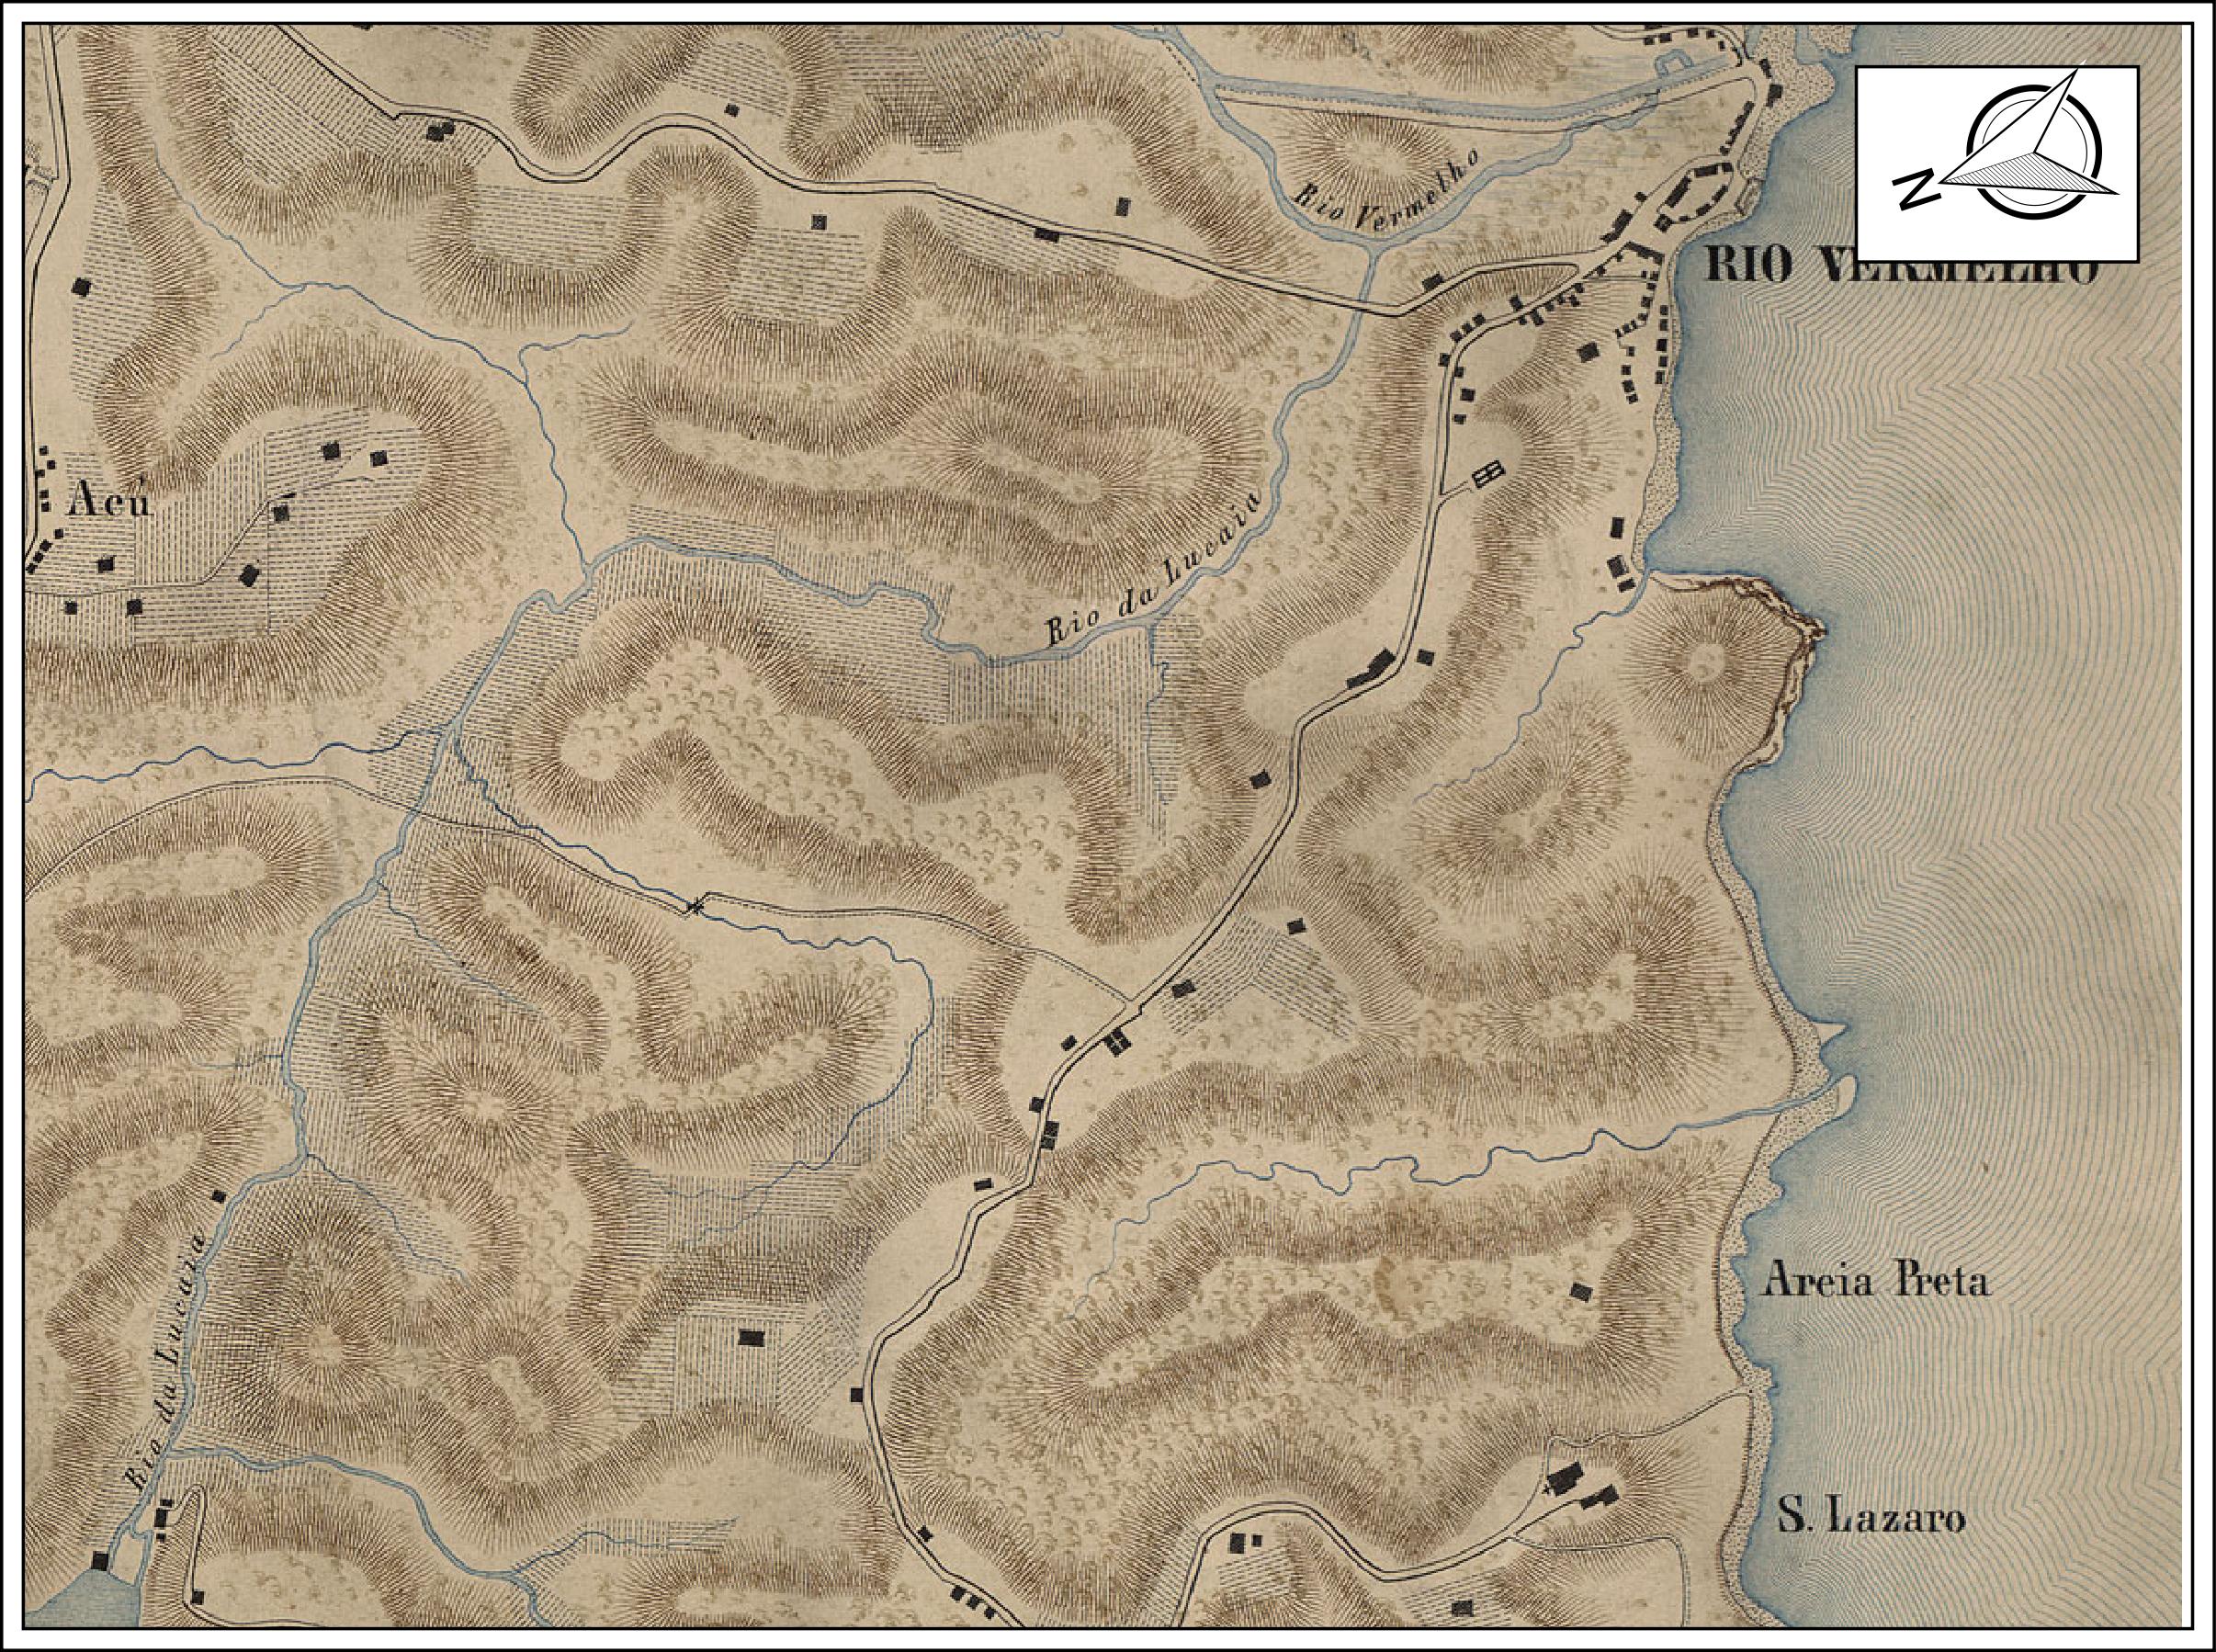 Rio Vermelho
N
RIO VERMELHO
Acú
Rio da Lucaia
Areia Preta
Rio da Lucaia
S. Lazaro